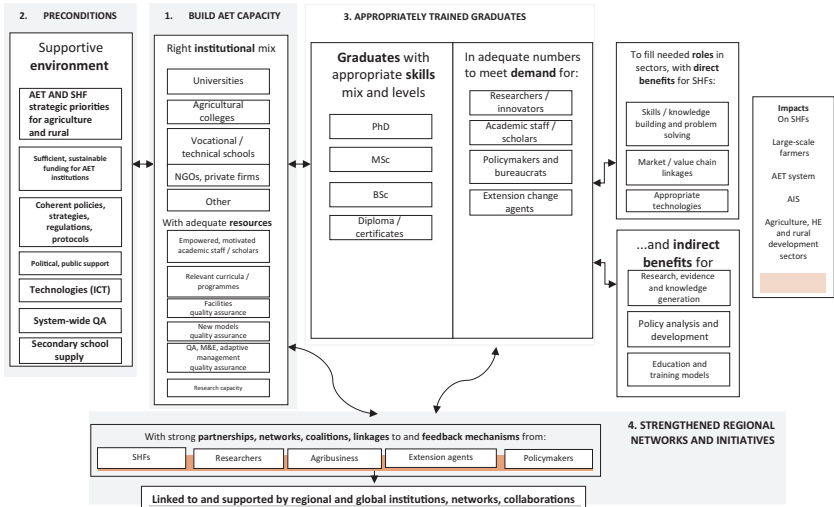 2. PRECONDITIONS
Supportive
environment
AET AND SHF
strategic priorities
for agriculture
and rural
Sufficient, sustainable
funding for AET
institutions
Coherent policies,
strategies,
regulations,
protocols
Political, public support
Technologies (ICT)
System-wide QA
Secondary school
supply
1. BUILD AET CAPACITY
Right institutional mix
Universities
Agricultural
colleges
Vocational /
technical schools
NGOs, private firms
Other
With adequate resources
Empowered, motivated
academic staff / scholars
Relevant curricula /
programmes
Facilities
quality assurance
New models
quality assurance
QA, M&E, adaptive
management
quality assurance
Research capacity
3. APPROPRIATELY TRAINED GRADUATES
Graduates with
appropriate skills
mix and levels
PhD
MSc
BSc
Diploma /
certificates
In adequate numbers
to meet demand for:
Researchers /
innovators
Academic staff /
scholars
Policymakers and
bureaucrats
Extension change
agents
To fill needed roles in
sectors, with direct
benefits for SHFs:
Skills / knowledge
building and problem
solving
Market / value chain
linkages
Appropriate
technologies
...and indirect
benefits for
Research, evidence
and knowledge
generation
Policy analysis and
development
Education and
training models
Impacts
On SHFs
Large-scale
farmers
AET system
AIS
Agriculture, HE
and rural
development
sectors
4. STRENGTHENED REGIONAL
NETWORKS AND INITIATIVES
With strong partnerships, networks, coalitions, linkages to and feedback mechanisms from:
SHFs
Researchers
Agribusiness
Extension agents
Policymakers
Linked to and supported by regional and global institutions, networks, collaborations